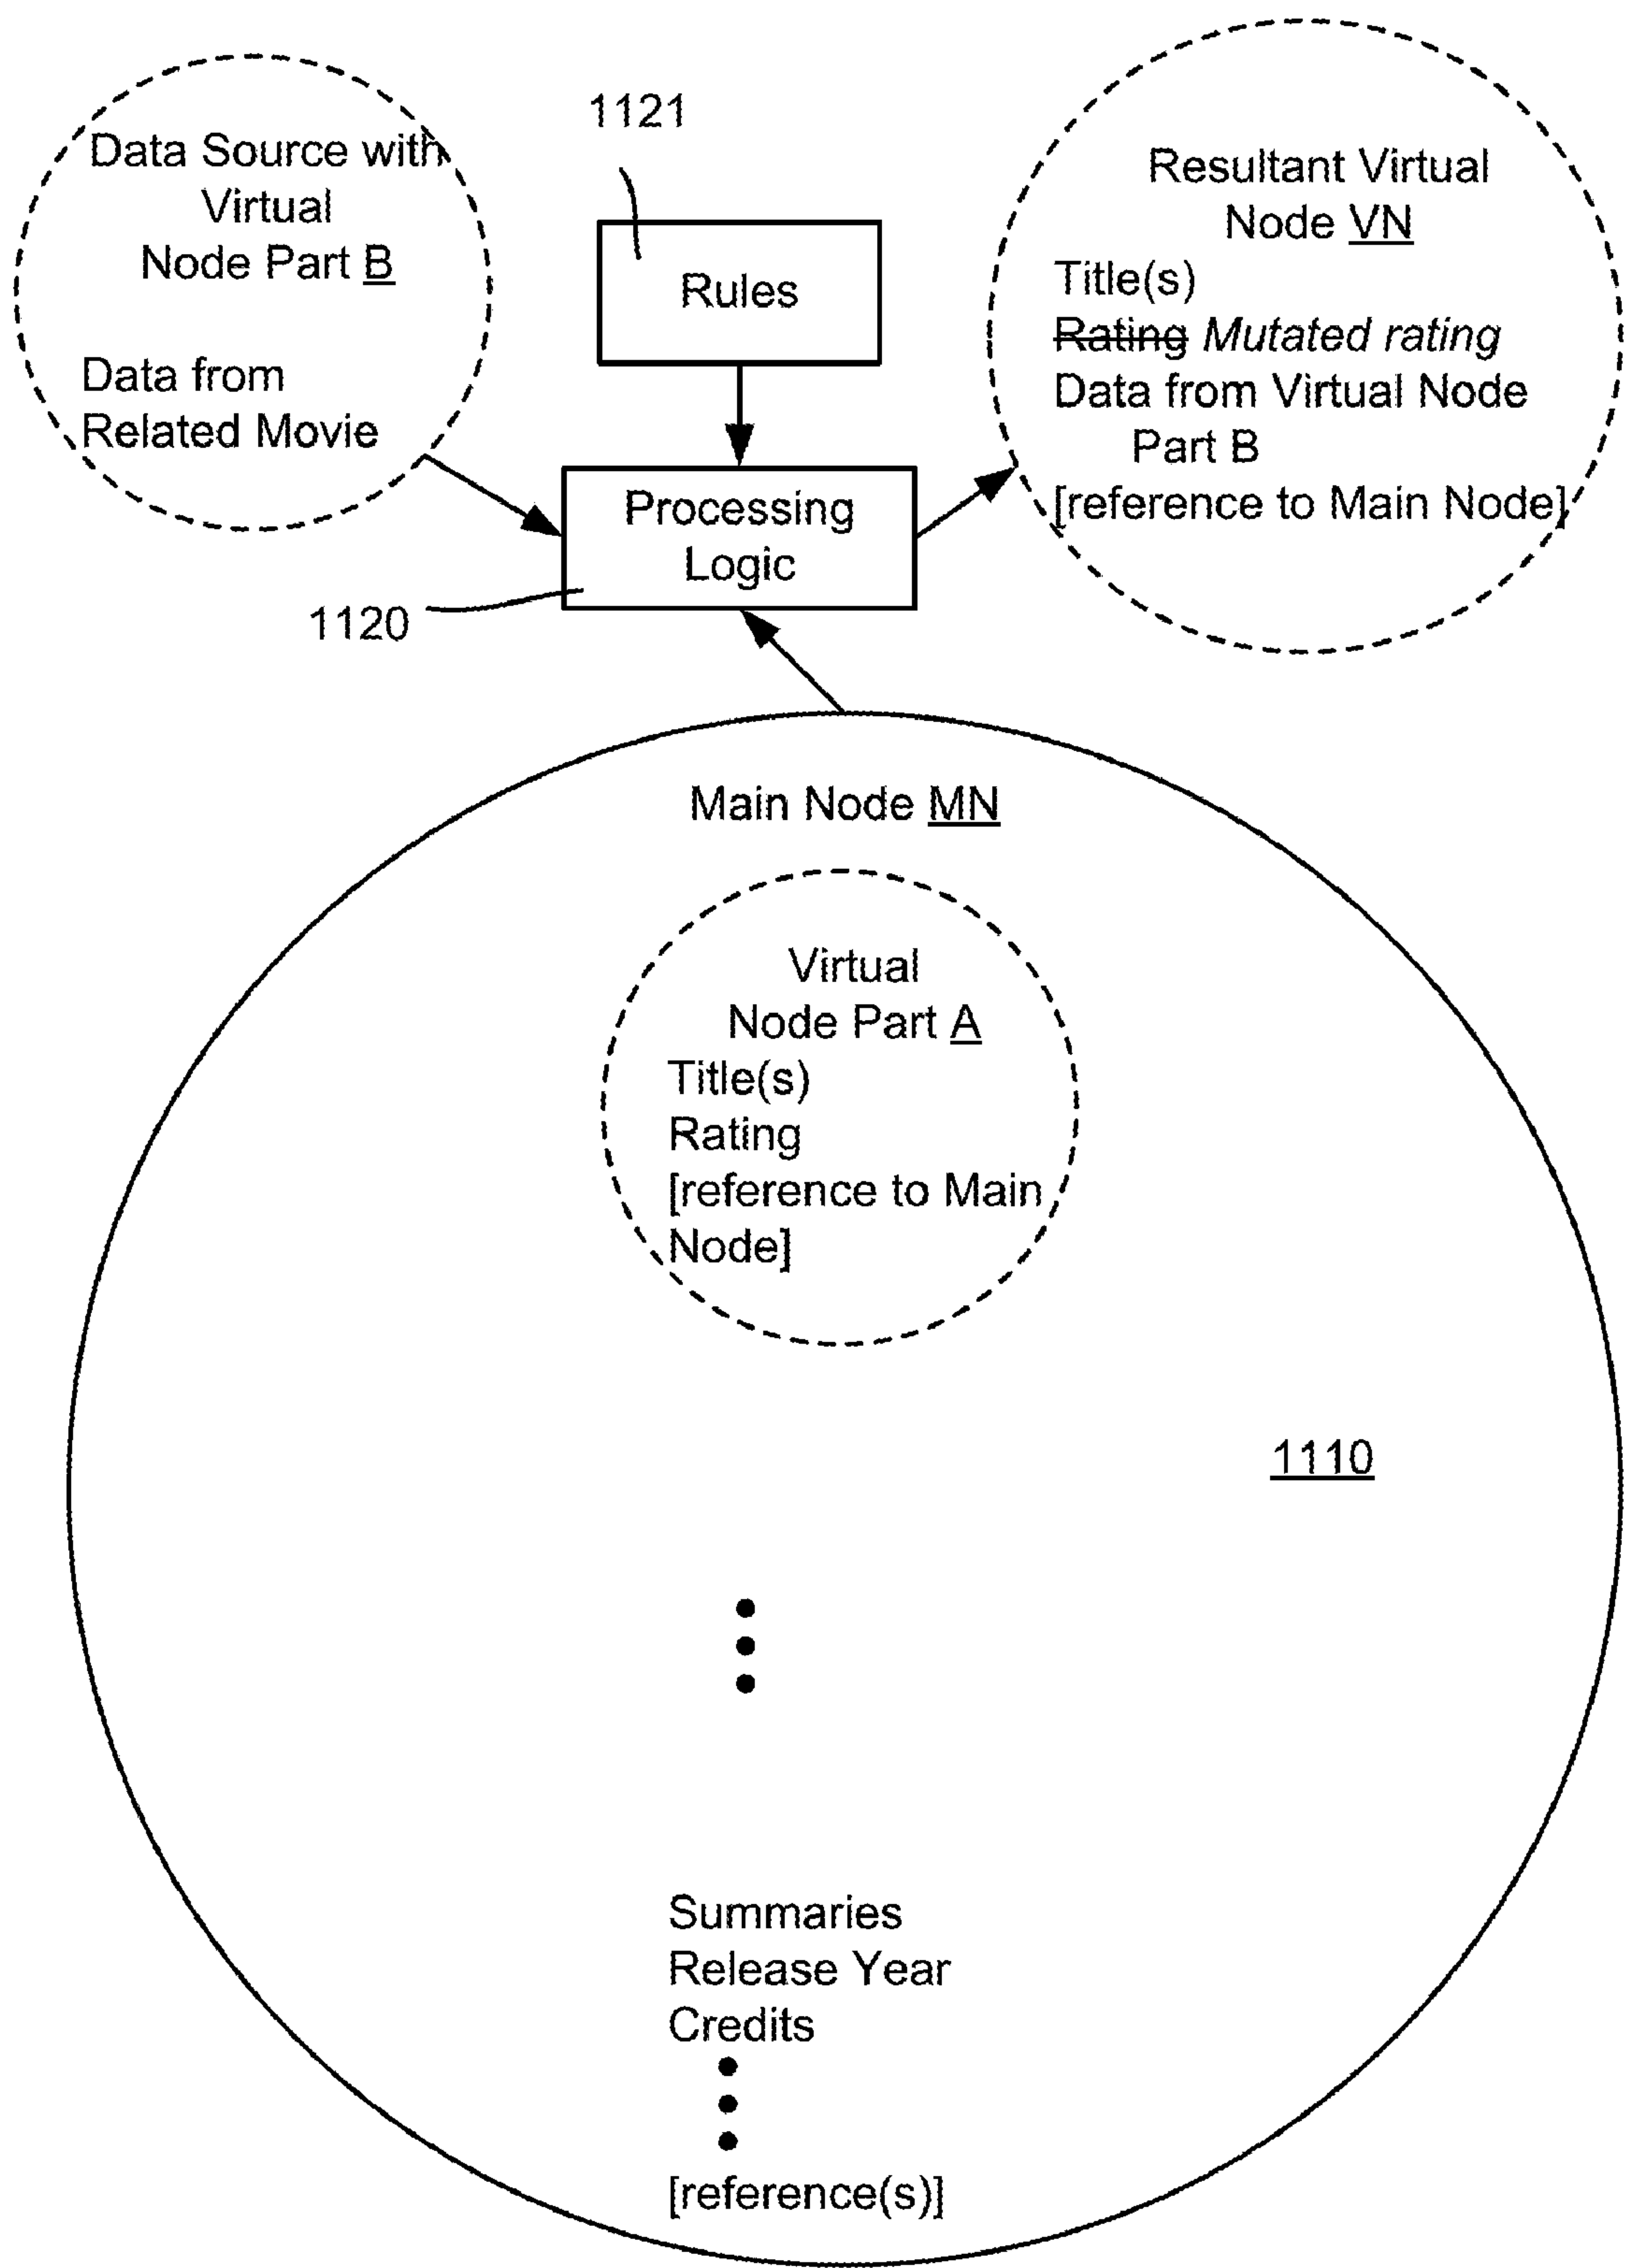 Data Source with
Virtual
Node Part B
Data from
Related Movie
1121
Rules
Resultant Virtual
Node VN
Title(s)
Rating Mutated rating
Data from Virtual Node
Part B
[reference to Main Node]
Processing
Logic
1120
Main Node MN
Virtual
Node Part A
Title(s)
Rating
[reference to Main
Node]
1110
Summaries
Release Year
Credits
[reference(s)]